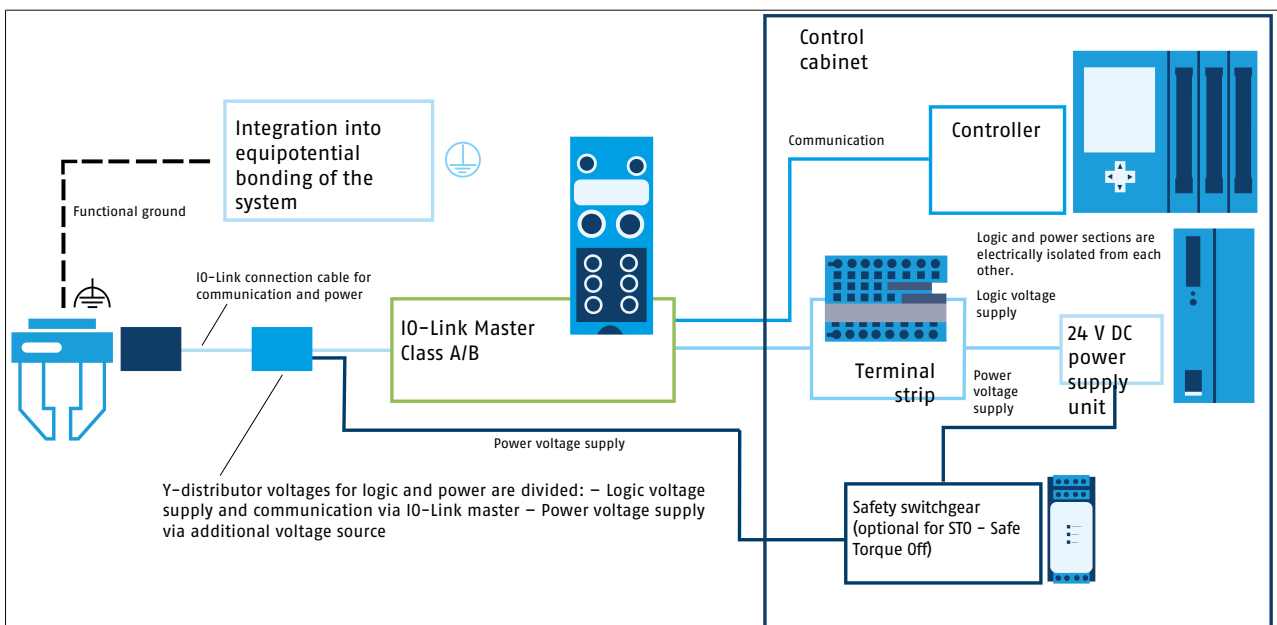 Control
cabinet
Integration into
equipotential
bonding of the
system
Communication
Controller
Functional ground
Logic and power sections are
electrically isolated from each
other.
IO-Link connection cable for
communication and power
Logic voltage
supply
IO-Link Master
Class A/B
24 V DC
power
supply
unit
Terminal
strip
Power
voltage
supply
Power voltage supply
Y-distributor voltages for logic and power are divided: – Logic voltage
supply and communication via IO-Link master – Power voltage supply
via additional voltage source
Safety switchgear
(optional for STO – Safe
Torque Off)